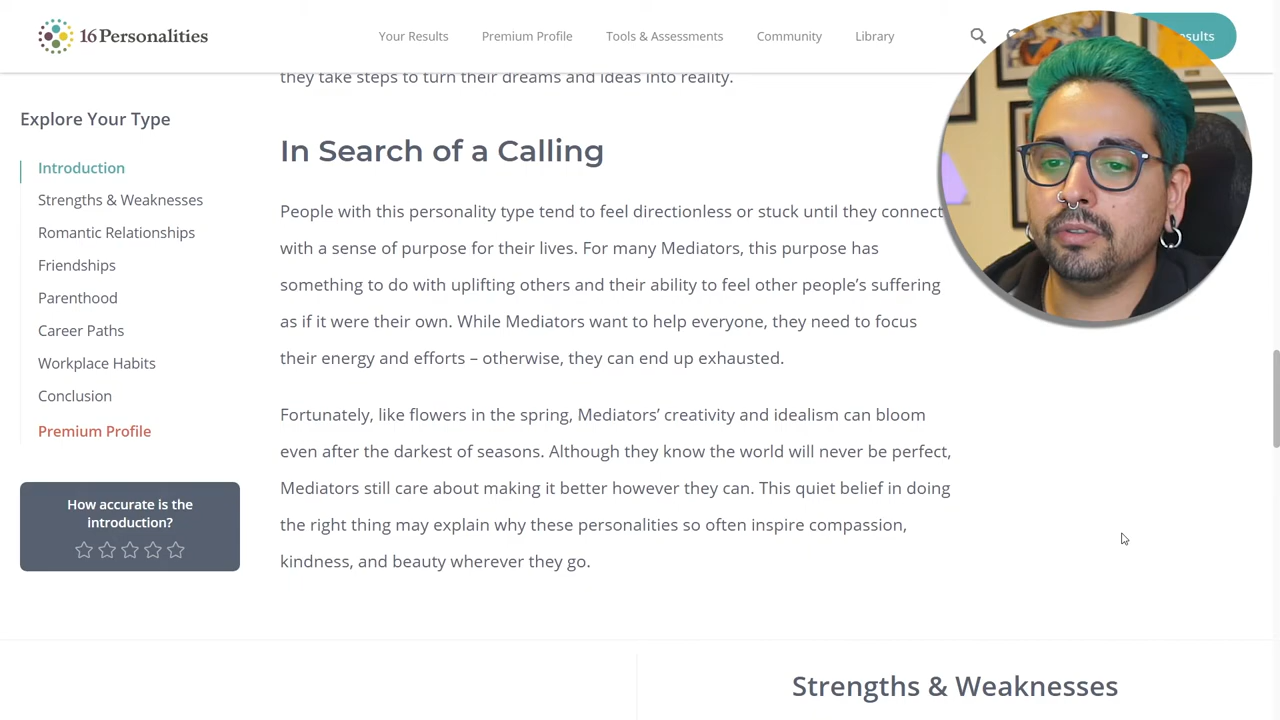 16Personalities
Your Results
Premium Profile
Tools & Assessments
Community
Library
they take steps to turn their dreams and ideas into reality.
Explore Your Type
Introduction
Strengths & Weaknesses
Romantic Relationships
Friendships
Parenthood
Career Paths
Workplace Habits
Conclusion
Premium Profile
How accurate is the
introduction?
In Search of a Calling
People with this personality type tend to feel directionless or stuck until they connect
with a sense of purpose for their lives. For many Mediators, this purpose has
something to do with uplifting others and their ability to feel other people’s suffering
as if it were their own. While Mediators want to help everyone, they need to focus
their energy and efforts – otherwise, they can end up exhausted.
Fortunately, like flowers in the spring, Mediators’ creativity and idealism can bloom
even after the darkest of seasons. Although they know the world will never be perfect,
Mediators still care about making it better however they can. This quiet belief in doing
the right thing may explain why these personalities so often inspire compassion,
kindness, and beauty wherever they go.
Strengths & Weaknesses